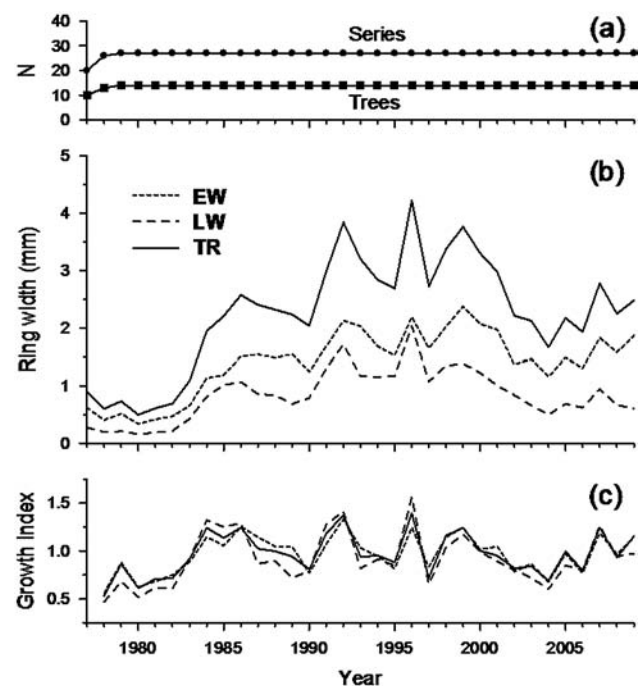 (a)
40
30
20
10
0
N
Series
Trees
(b)
5
4
3
2
1
0
Ring width (mm)
EW
LW
TR
(c)
1.5
1.0
0.5
Growth Index
1980 1985 1990 1995 2000 2005
Year